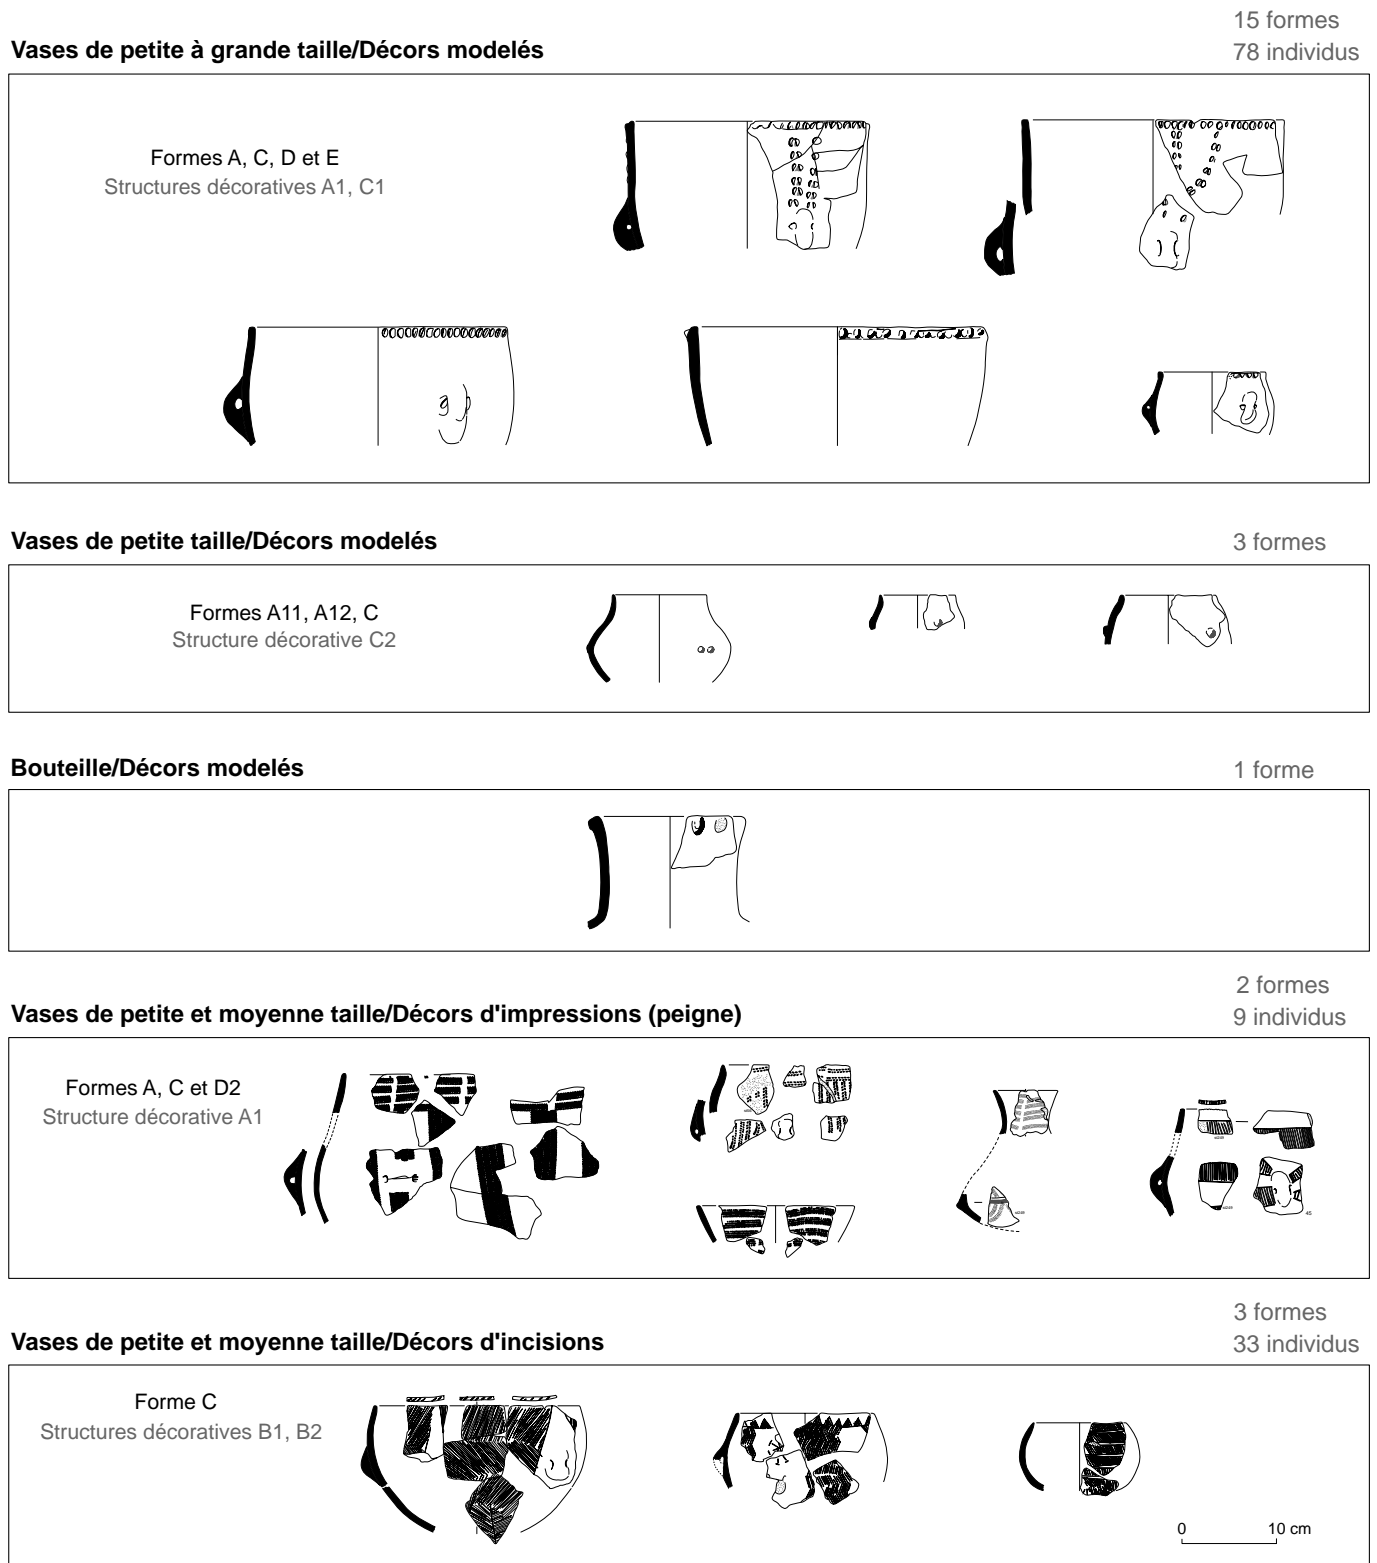 15 formes
Vases de petite à grande taille/Décors modelés
78 individus
Formes A, C, D et E
Structures décoratives A1, C1
Vases de petite taille/Décors modelés
3 formes
Formes A11, A12, C
Structure décorative C2
Bouteille/Décors modelés
1 forme
2 formes
Vases de petite et moyenne taille/Décors d'impressions (peigne)
9 individus
Formes A, C et D2
Structure décorative A1
45
3 formes
Vases de petite et moyenne taille/Décors d'incisions
33 individus
Forme C
Structures décoratives B1, B2
0 10 cm